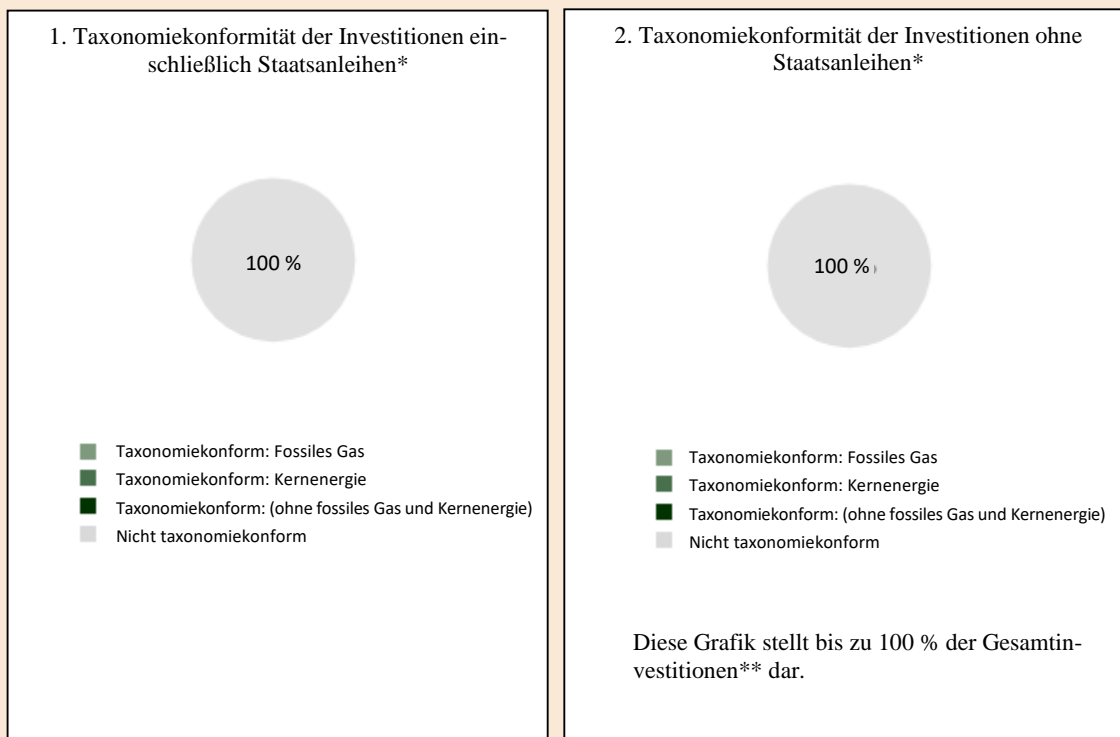 1. Taxonomiekonformität der Investitionen ein-
schließlich Staatsanleihen*
100 %
Taxonomiekonform: Fossiles Gas
Taxonomiekonform: Kernenergie
Taxonomiekonform: (ohne fossiles Gas und Kernenergie)
Nicht taxonomiekonform
2. Taxonomiekonformität der Investitionen ohne
Staatsanleihen*
100 %
Taxonomiekonform: Fossiles Gas
Taxonomiekonform: Kernenergie
Taxonomiekonform: (ohne fossiles Gas und Kernenergie)
Nicht taxonomiekonform
Diese Grafik stellt bis zu 100 % der Gesamtin-
vestitionen** dar.